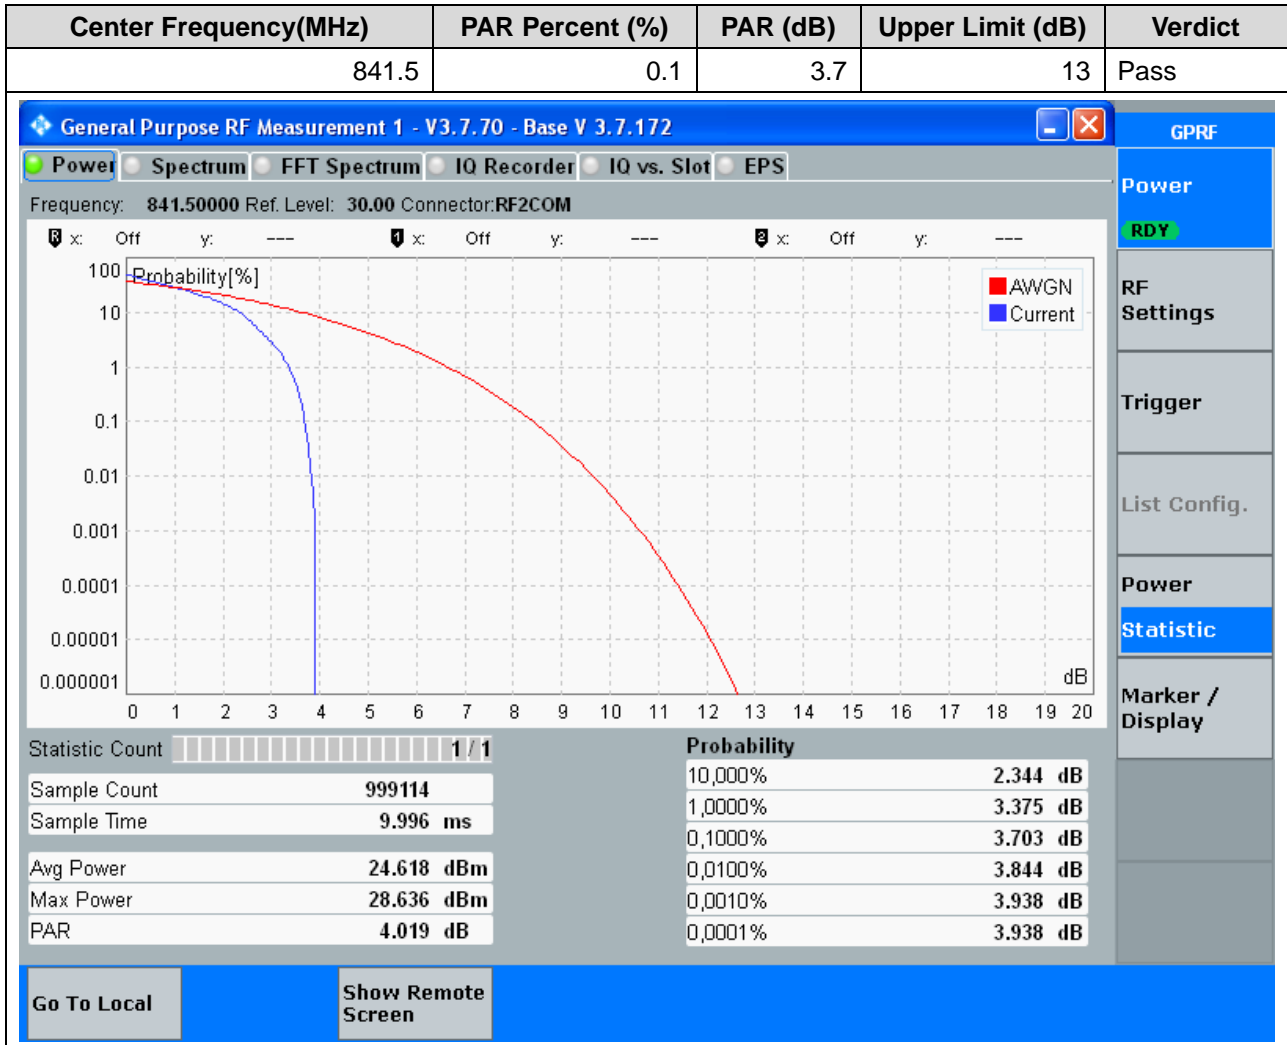 Center Frequency(MHz) PAR Percent (%) PAR (dB) Upper Limit (dB) Verdict
841.5 0.1 3.7 13 Pass
General Purpose RF Measurement 1 - V3.7.70 - Base V 3.7.172
GPRF
Power Spectrum FFT Spectrum IQ Recorder IQ vs. Slot EPS
Frequency: 841.50000 Ref. Level: 30.00 Connector:RF2COM
R x: Off y: --- 1 x: Off y: --- 2 x: Off y: ---
Probability[%]
100
10
1
0.1
0.01
0.001
0.0001
0.00001
0.000001
AWGN
Current
dB
0 1 2 3 4 5 6 7 8 9 10 11 12 13 14 15 16 17 18 19 20
Statistic Count 1 / 1
Sample Count 999114
Sample Time 9.996 ms
Avg Power 24.618 dBm
Max Power 28.636 dBm
PAR 4.019 dB
Probability
10,000% 2.344 dB
1,0000% 3.375 dB
0,1000% 3.703 dB
0,0100% 3.844 dB
0,0010% 3.938 dB
0,0001% 3.938 dB
Power
RDY
RF
Settings
Trigger
List Config.
Power
Statistic
Marker /
Display
Go To Local
Show Remote
Screen